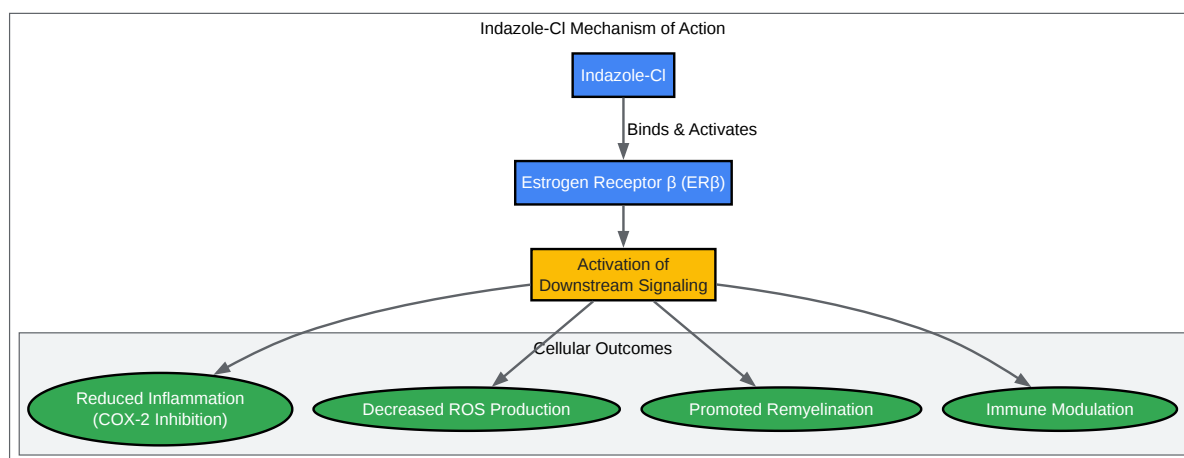 Indazole-Cl Mechanism of Action
Indazole-Cl
Binds & Activates
Estrogen Receptor β (ERβ)
Activation of
Downstream Signaling
Cellular Outcomes
Reduced Inflammation
(COX-2 Inhibition)
Decreased ROS Production
Promoted Remyelination
Immune Modulation